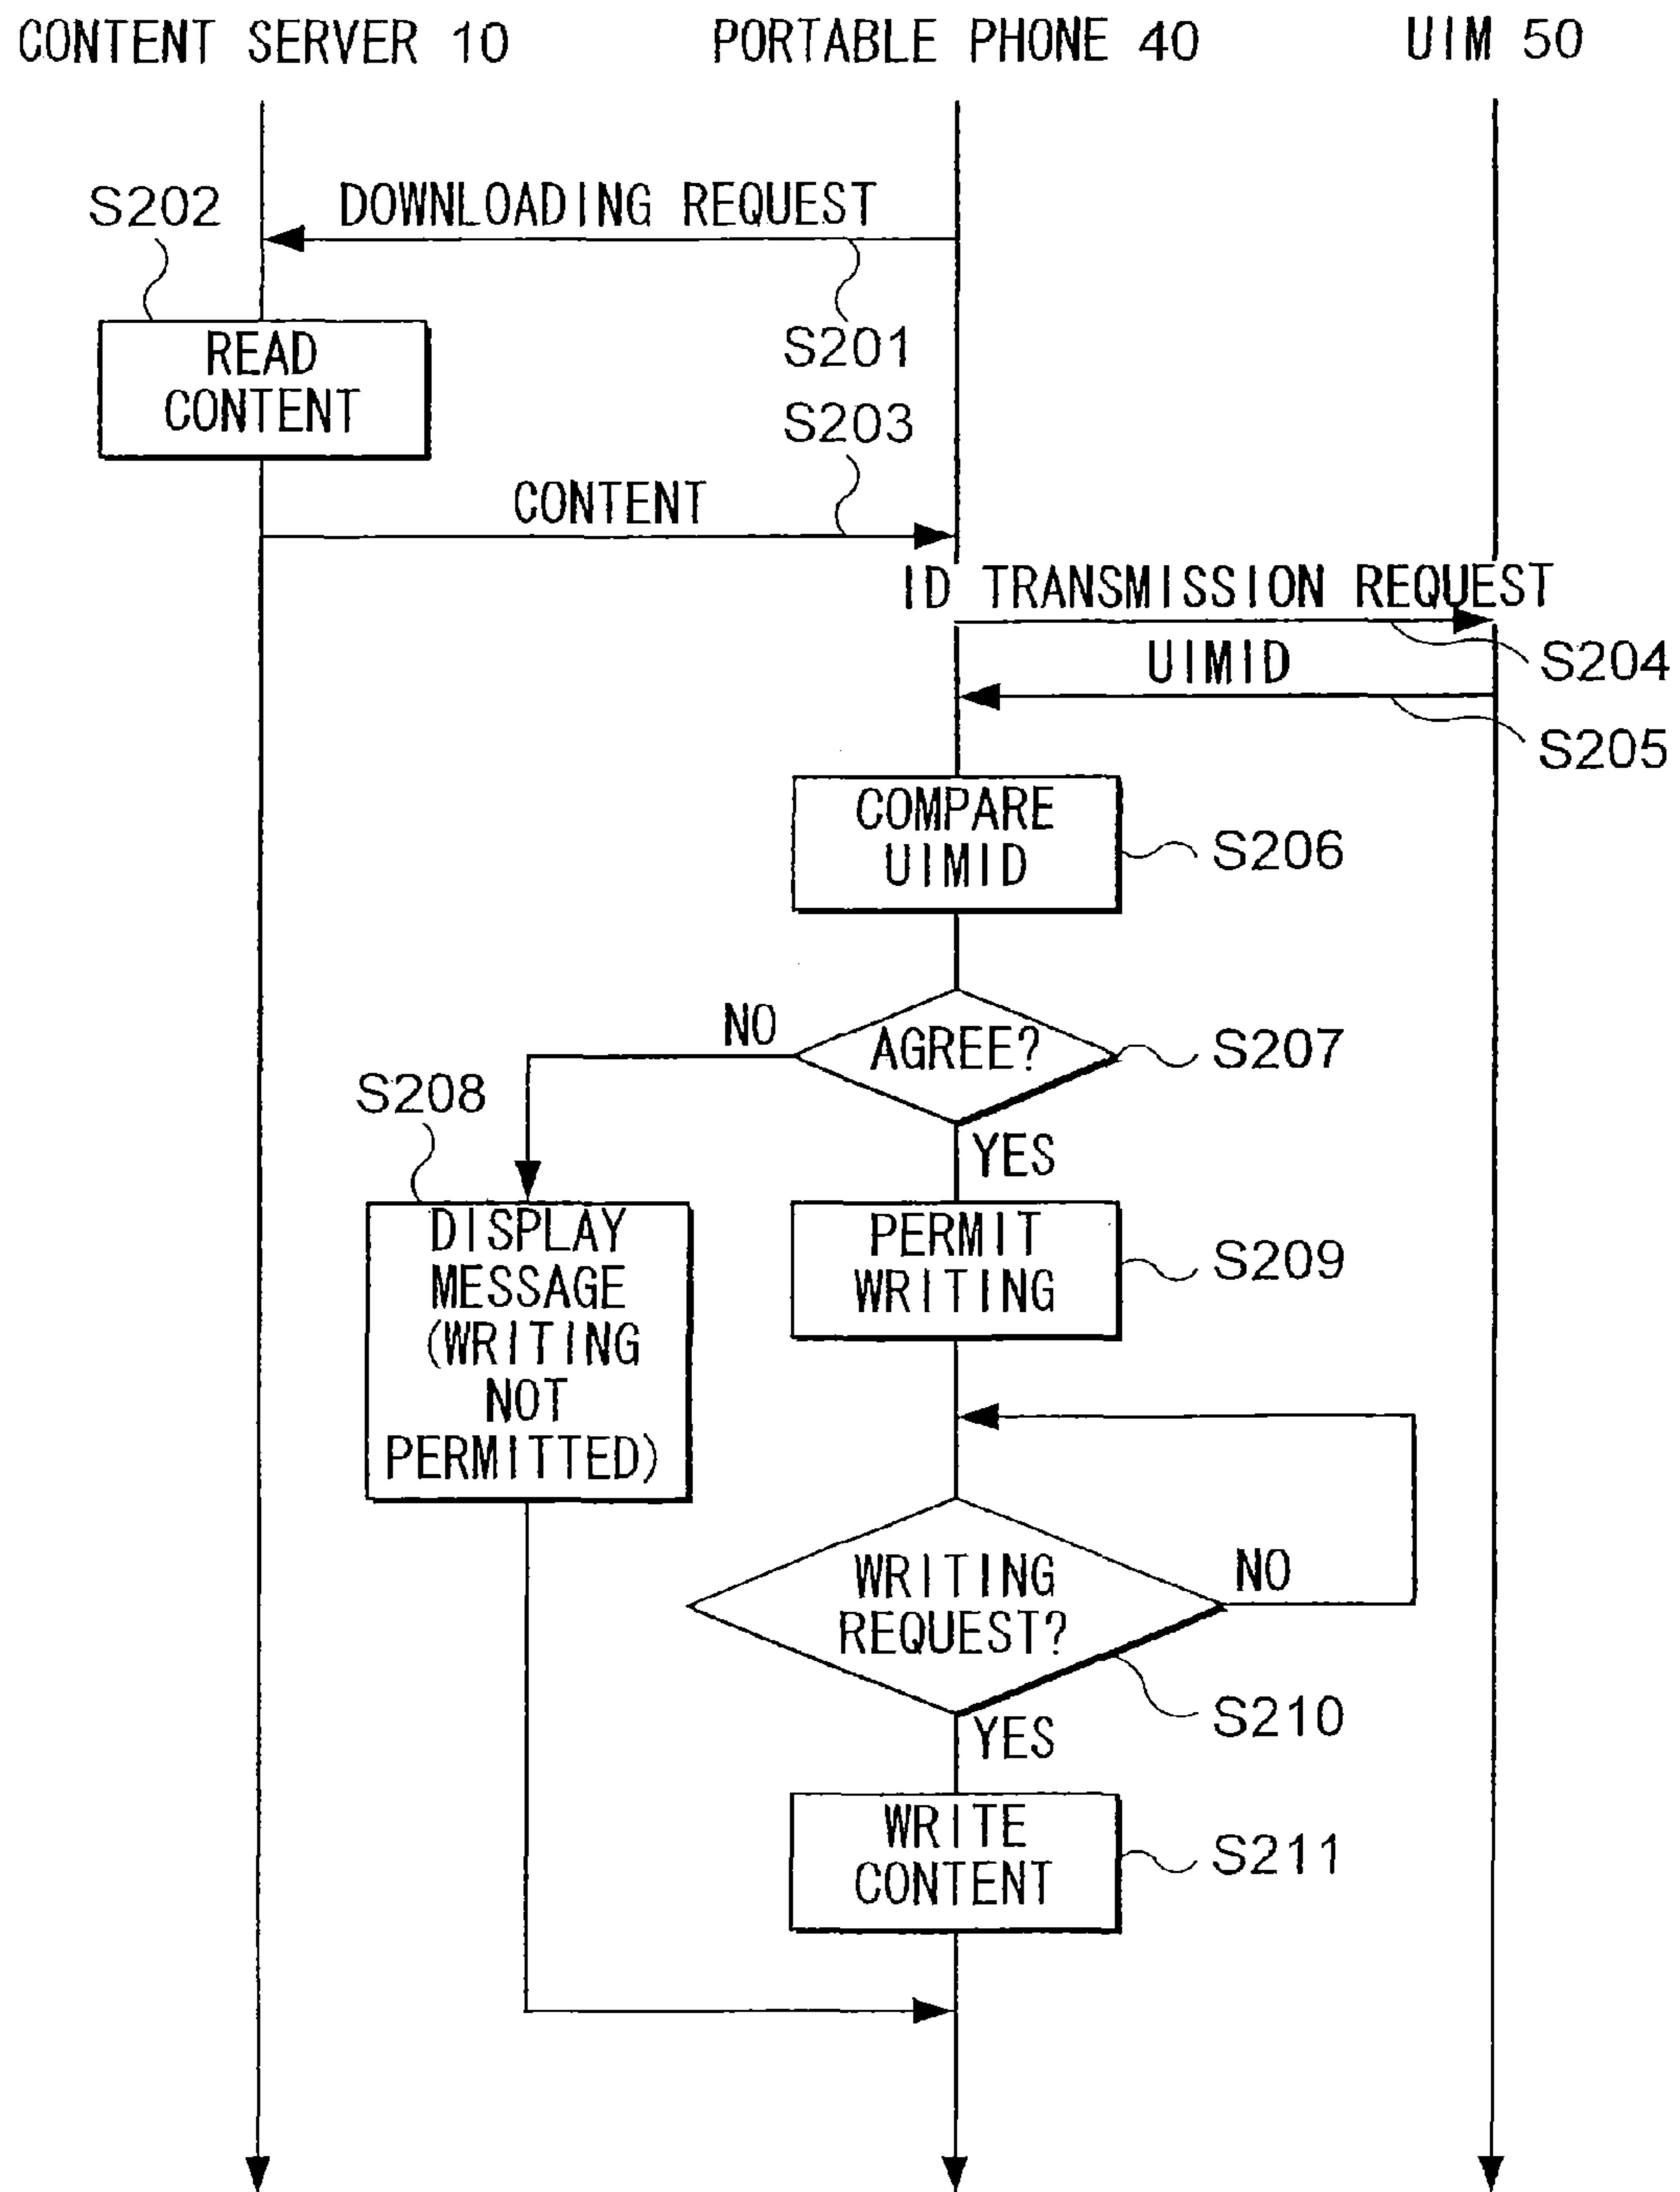 CONTENT SERVER 10
PORTABLE PHONE 40
UIM 50
S202
DOWNLOADING REQUEST
S201
READ
CONTENT
S203
CONTENT
ID TRANSMISSION REQUEST
S204
UIMID
S205
COMPARE
UIMID
S206
NO
AGREE?
S207
S208
YES
DISPLAY
MESSAGE
(WRITING
NOT
PERMITTED)
PERMIT
WRITING
S209
WRITING
REQUEST?
NO
S210
YES
WRITE
CONTENT
S211